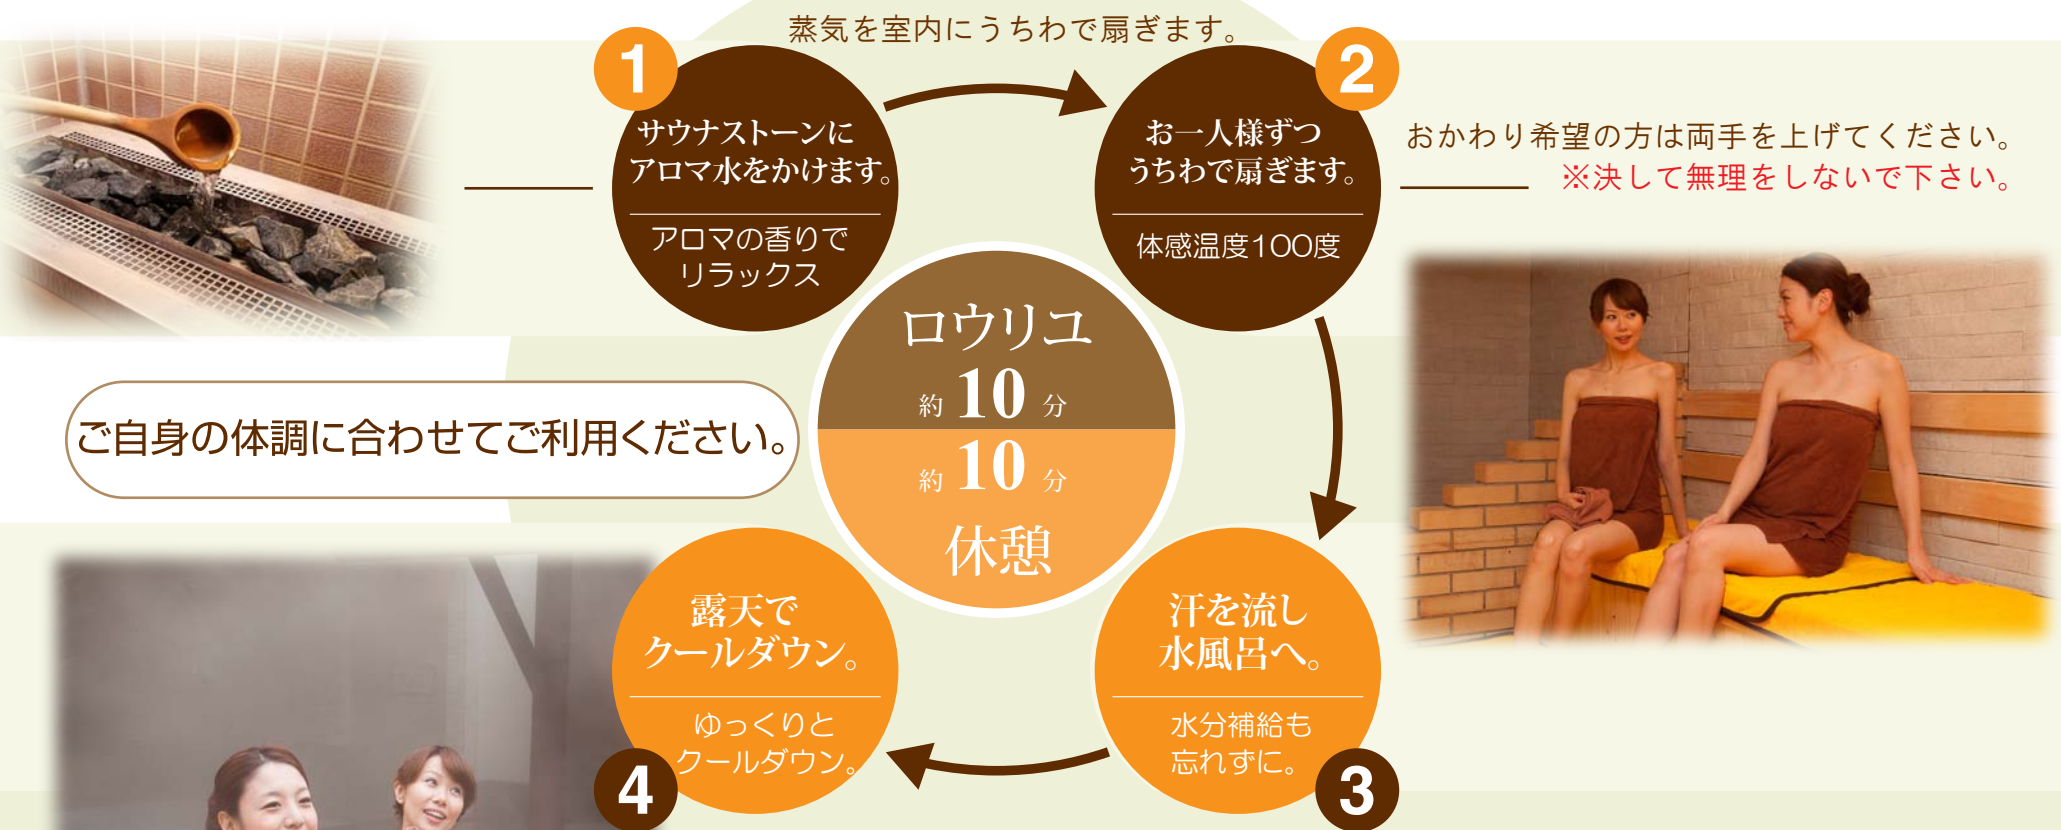 蒸気を室内にうちわで扇ぎます。
1
サウナストーンに
アロマ水をかけます。
アロマの香りで
リラックス
2
お一人様ずつ
うちわで扇ぎます。
体感温度100度
おかわり希望の方は両手を上げてください。
※決して無理をしないで下さい。
ロウリユ
約 10 分
約 10 分
休憩
ご自身の体調に合わせてご利用ください。
汗を流し
水風呂へ。
水分補給も
忘れずに。
3
露天で
クールダウン。
ゆっくりと
クールダウン。
4